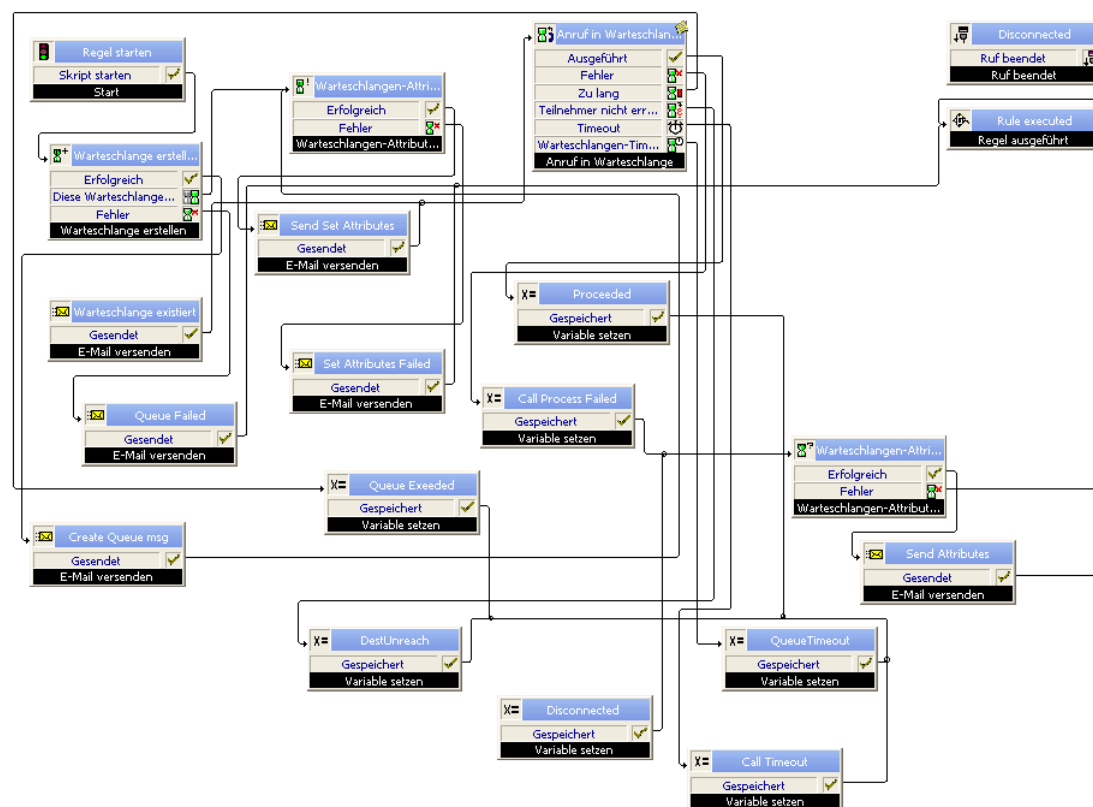 Regel starten
Skript starten
Start
Warteschlangen-Attri...
Erfolgreich
Fehler
Warteschlangen-Attribut...
Anruf in Warteschlan...
Ausgeführt
Fehler
Zu lang
Teilnehmer nicht err...
Timeout
Warteschlangen-Tim...
Anruf in Warteschlange
Disconnected
Ruf beendet
Ruf beendet
Rule executed
Regel ausgeführt
Warteschlange erstell...
Erfolgreich
Diese Warteschlange...
Fehler
Warteschlange erstellen
Send Set Attributes
Gesendet
E-Mail versenden
Warteschlange existiert
Gesendet
E-Mail versenden
X=
Proceeded
Gespeichert
Variable setzen
Set Attributes Failed
Gesendet
E-Mail versenden
X=
Call Process Failed
Gespeichert
Variable setzen
Queue Failed
Gesendet
E-Mail versenden
Warteschlangen-Attri...
Erfolgreich
Fehler
Warteschlangen-Attribut...
X=
Queue Exeeded
Gespeichert
Variable setzen
Create Queue msg
Gesendet
E-Mail versenden
Send Attributes
Gesendet
E-Mail versenden
X=
DestUnreach
Gespeichert
Variable setzen
X=
QueueTimeout
Gespeichert
Variable setzen
X=
Disconnected
Gespeichert
Variable setzen
X=
Call Timeout
Gespeichert
Variable setzen